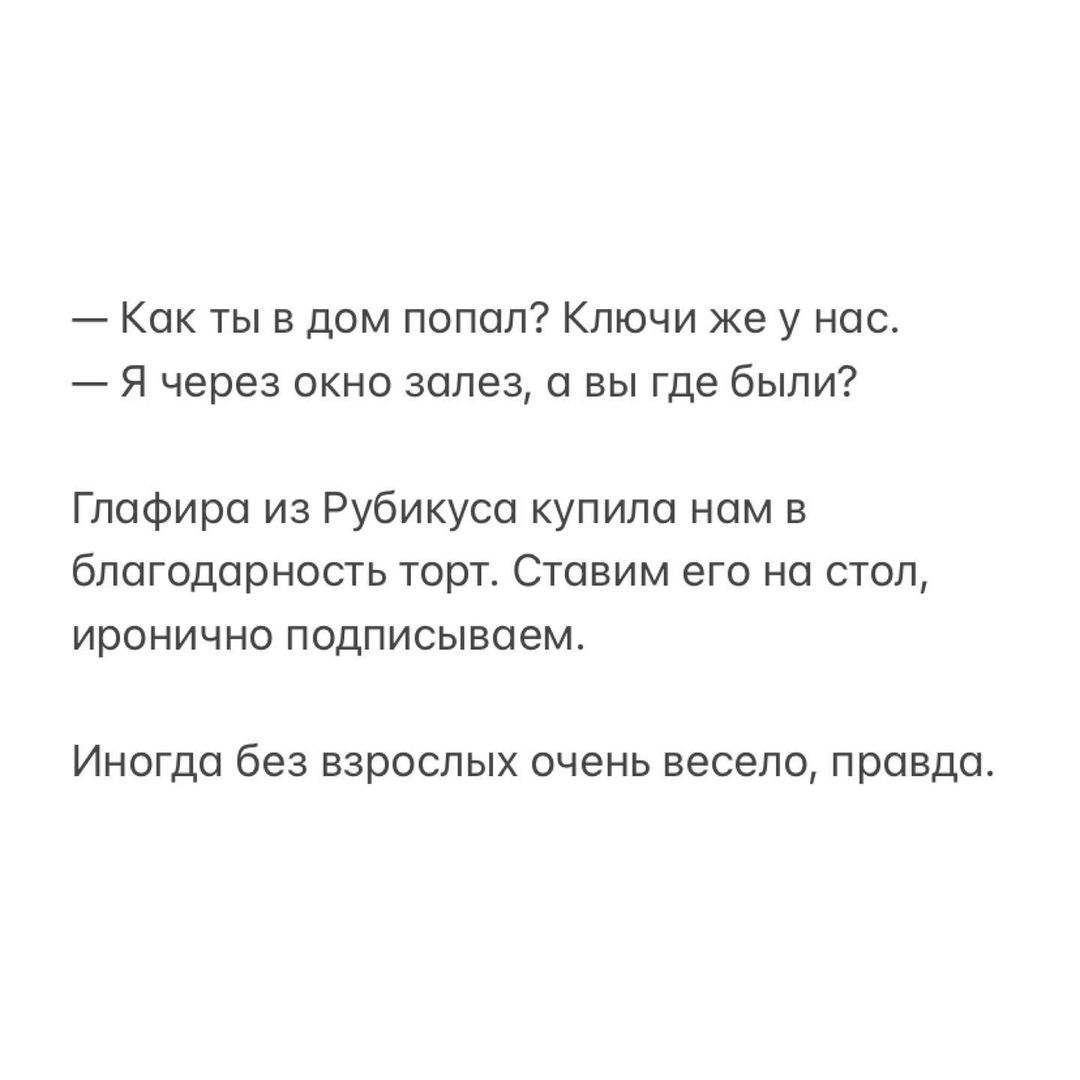 — Как ты в дом попал? Ключи же у нас.
— Я через окно залез, а вы где были?
Глафира из Рубикуса купила нам в
благодарность торт. Ставим его на стол,
иронично подписываем.
Иногда без взрослых очень весело, правда.